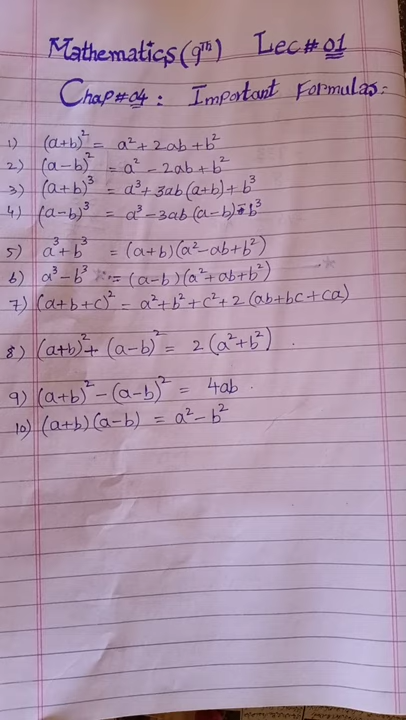 Mathematics (9Th) Lec # 01
Chap # 04 : Important Formulas :
1) (a+b)² = a² + 2ab + b²
2) (a-b)² = a² - 2ab + b²
3) (a+b)³ = a³ + 3ab (a+b) + b³
4) (a-b)³ = a³ - 3ab (a-b) - b³
5) a³ + b³ = (a+b) (a² - ab + b²)
6) a³ - b³ = (a-b) (a² + ab + b²)
7) (a+b+c)² = a² + b² + c² + 2 (ab + bc + ca)
8) (a+b)² + (a-b)² = 2 (a² + b²) .
9) (a+b)² - (a-b)² = 4ab .
10) (a+b) (a-b) = a² - b²